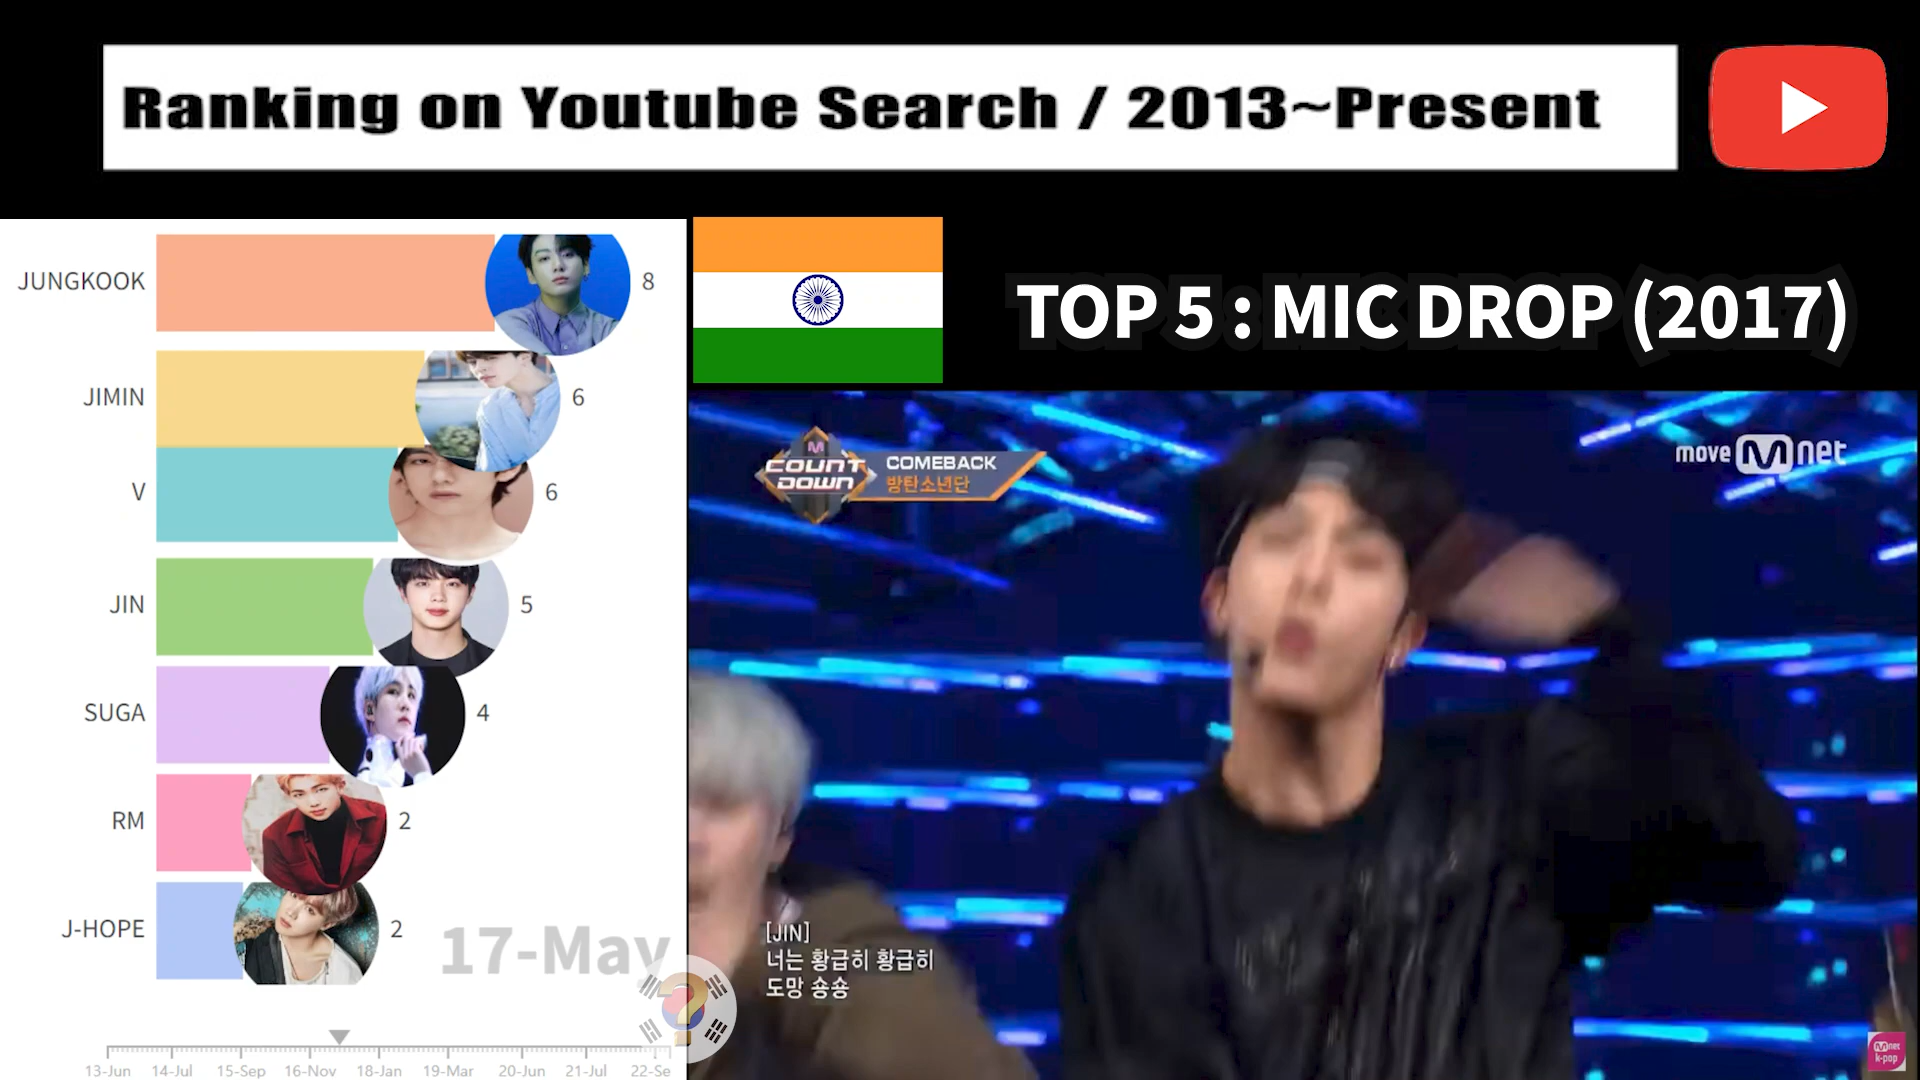 Ranking on Youtube Search / 2013~Present
TOP 5 : MIC DROP (2017)
JUNGKOOK 8
JIMIN 6
V 6
JIN 5
SUGA 4
RM 2
J-HOPE 2
17-May
13-Jun 14-Jul 15-Sep 16-Nov 18-Jan 19-Mar 20-Jun 21-Jul 22-Se
M
COUNT
DOWN
COMEBACK
방탄소년단
move Mnet
[JIN]
너는 황급히 황급히
도망 숑숑
?
Mnet
k-pop